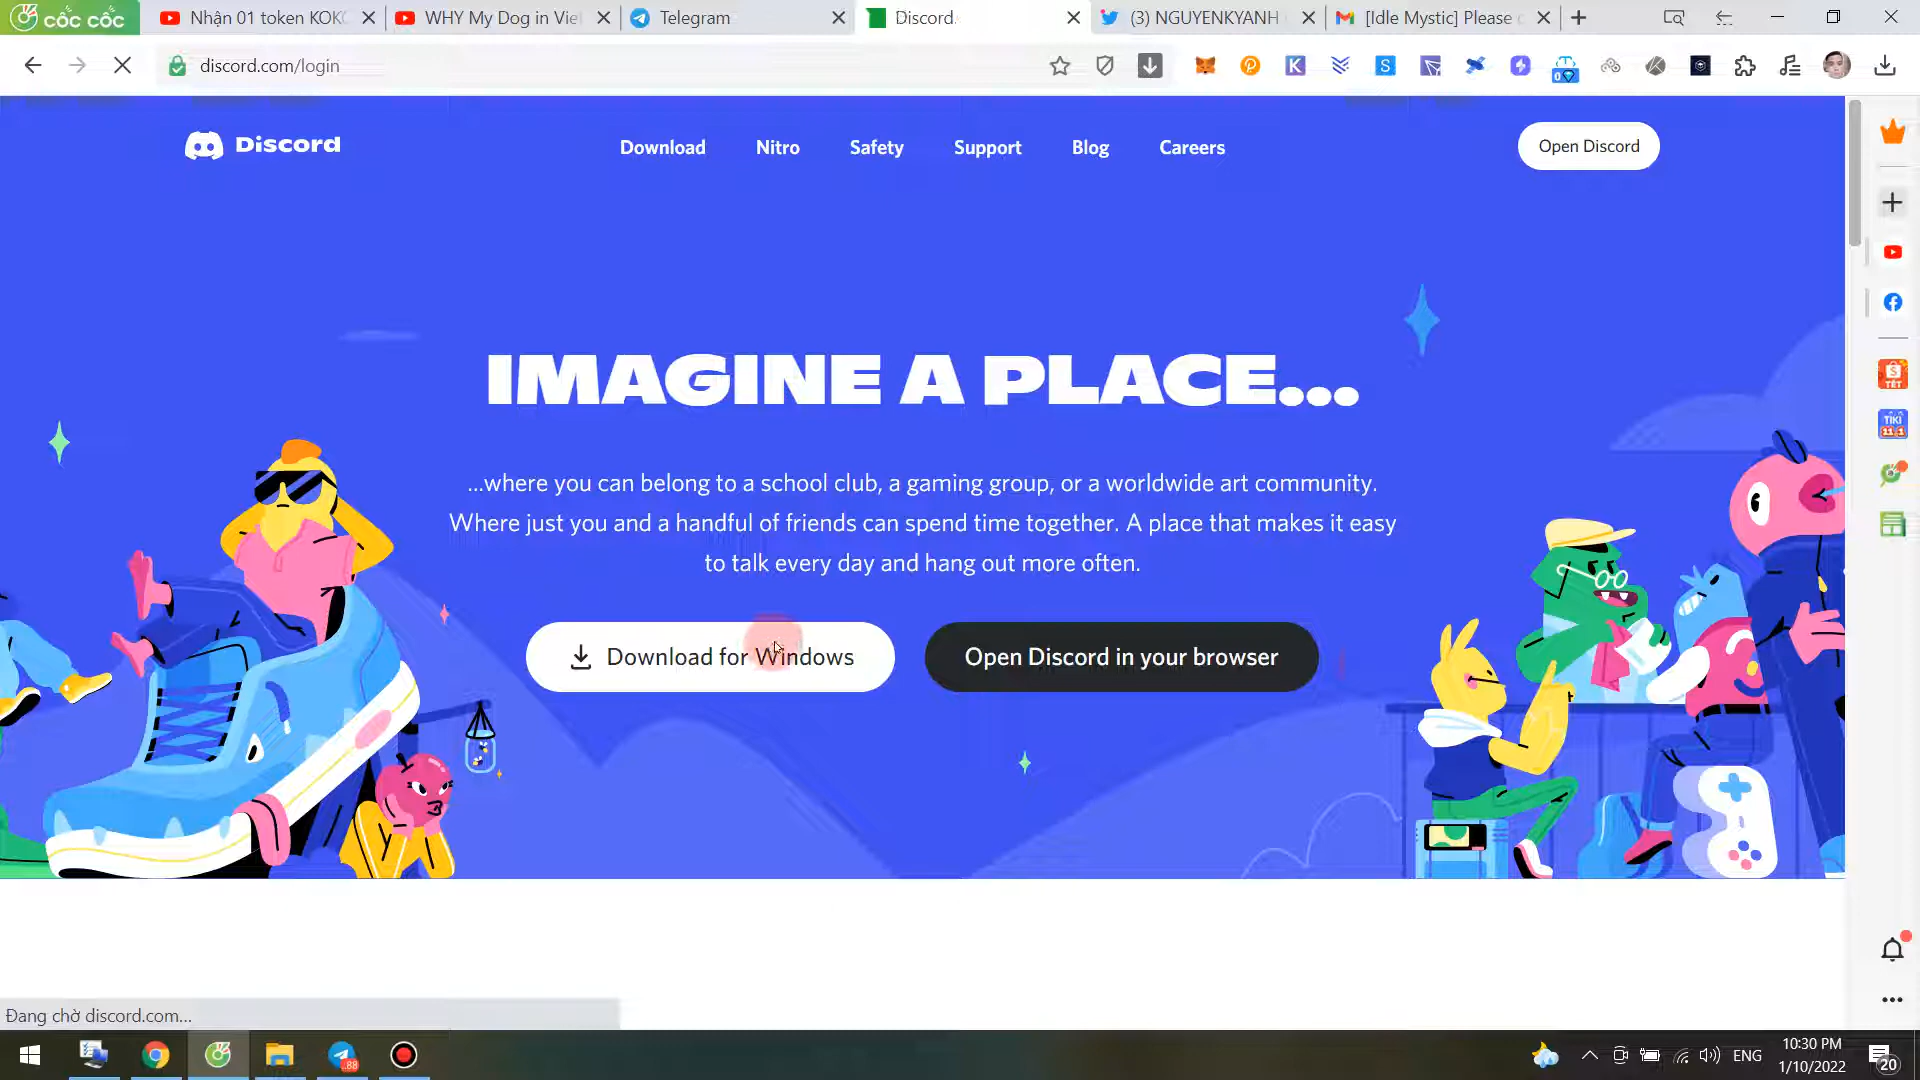 cốc cốc
Nhận 01 token KOKO
WHY My Dog in Viet
Telegram
Discord.
(3) NGUYENKYANH
[Idle Mystic] Please c
discord.com/login
Discord
Download
Nitro
Safety
Support
Blog
Careers
Open Discord
IMAGINE A PLACE...
...where you can belong to a school club, a gaming group, or a worldwide art community.
Where just you and a handful of friends can spend time together. A place that makes it easy
to talk every day and hang out more often.
Download for Windows
Open Discord in your browser
Đang chờ discord.com...
ENG
10:30 PM
1/10/2022
20
88